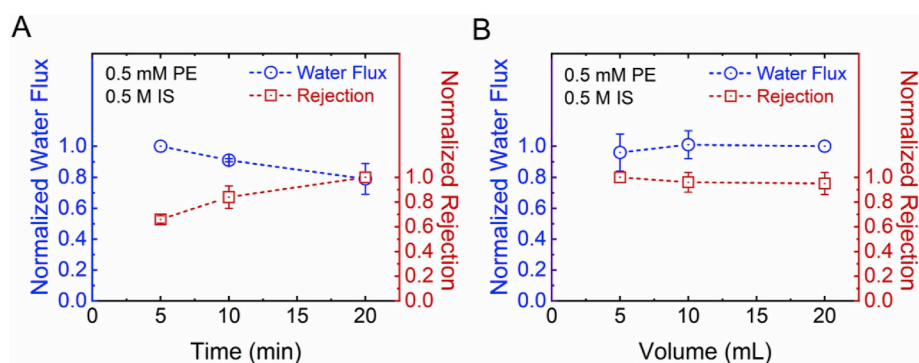 A
0.5 mM PE
0.5 M IS
Water Flux
Rejection
Normalized Water Flux
1.0
0.8
0.6
0.4
0.2
0.0
Normalized Rejection
1.0
0.8
0.6
0.4
0.2
0.0
0 5 10 15 20
Time (min)
B
0.5 mM PE
0.5 M IS
Water Flux
Rejection
Normalized Water Flux
1.0
0.8
0.6
0.4
0.2
0.0
Normalized Rejection
1.0
0.8
0.6
0.4
0.2
0.0
0 5 10 15 20
Volume (mL)